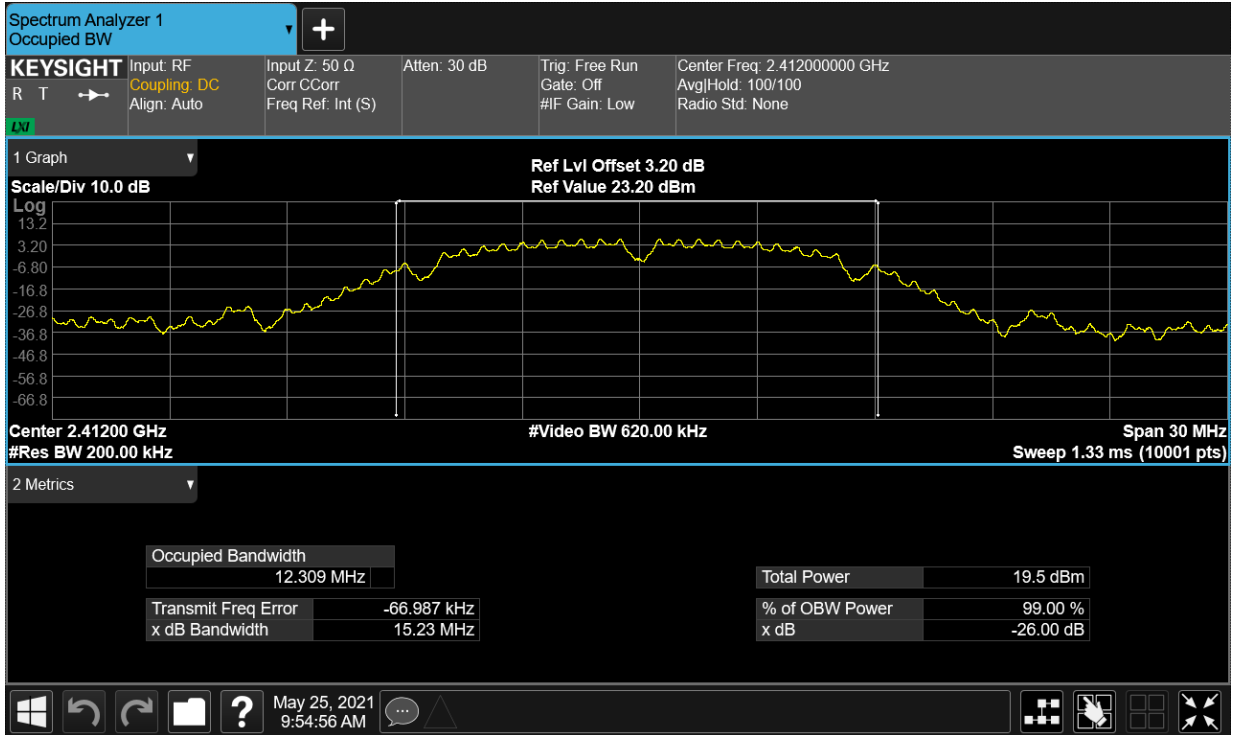 Spectrum Analyzer 1
Occupied BW
KEYSIGHT
R T
LXI
Input: RF
Coupling: DC
Align: Auto
Input Z: 50 Ω
Corr CCorr
Freq Ref: Int (S)
Atten: 30 dB
Trig: Free Run
Gate: Off
#IF Gain: Low
Center Freq: 2.412000000 GHz
Avg|Hold: 100/100
Radio Std: None
1 Graph
Scale/Div 10.0 dB
Ref Lvl Offset 3.20 dB
Ref Value 23.20 dBm
Log
13.2
3.20
-6.80
-16.8
-26.8
-36.8
-46.8
-56.8
-66.8
Center 2.41200 GHz
#Video BW 620.00 kHz
Span 30 MHz
#Res BW 200.00 kHz
Sweep 1.33 ms (10001 pts)
2 Metrics
Occupied Bandwidth
12.309 MHz
Total Power 19.5 dBm
Transmit Freq Error -66.987 kHz
% of OBW Power 99.00 %
x dB Bandwidth 15.23 MHz
x dB -26.00 dB
?
May 25, 2021
9:54:56 AM